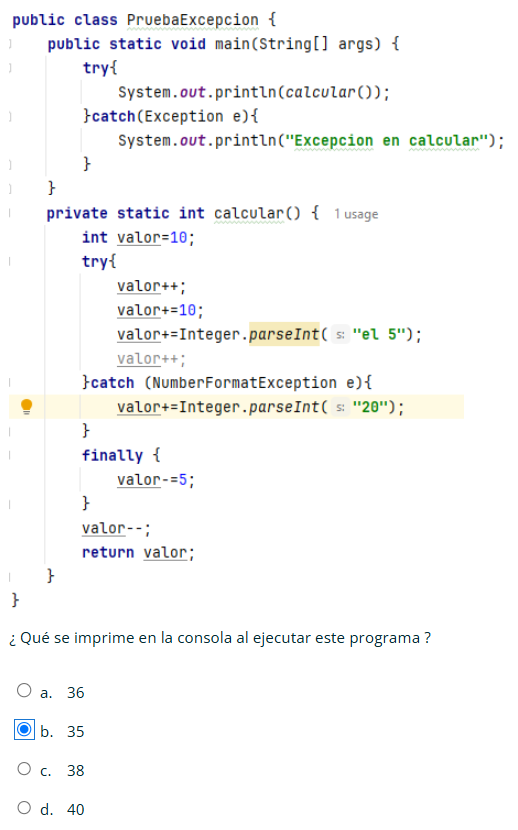 public class PruebaExcepcion {
public static void main(String[] args) {
try{
System.out.println(calcular());
}catch(Exception e){
System.out.println("Excepcion en calcular");
}
}
private static int calcular() { 1 usage
int valor=10;
try{
valor++;
valor+=10;
valor+=Integer.parseInt( s: "el 5");
valor++;
}catch (NumberFormatException e){
valor+=Integer.parseInt( s: "20");
}
finally {
valor-=5;
}
valor--;
return valor;
}
}
¿ Qué se imprime en la consola al ejecutar este programa ?
a. 36
b. 35
c. 38
d. 40